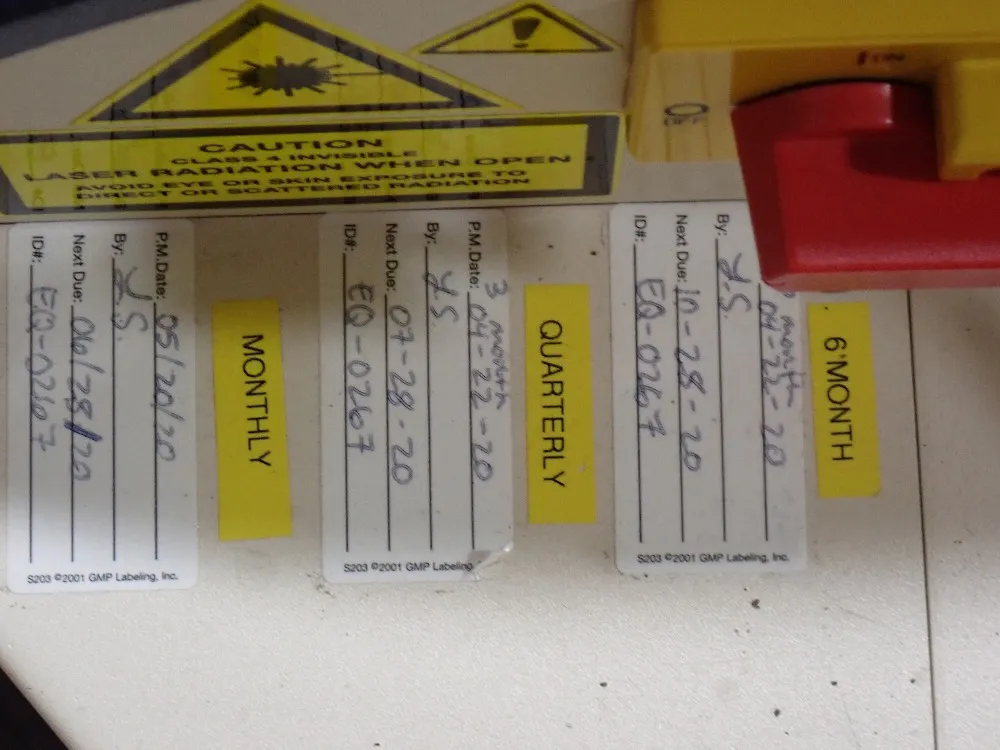 CAUTION
CLASS 4 INVISIBLE
LASER RADIATION WHEN OPEN
AVOID EYE OR SKIN EXPOSURE TO
DIRECT OR SCATTERED RADIATION
OFF
6'MONTH
month
04-22-20
By: Y.S.
Next Due: 10-28-20
ID#: EQ-0267
S203 ©2001 GMP Labeling, Inc.
QUARTERLY
3 month
P.M.Date: 04-22-20
By: Y.S.
Next Due: 07-28-20
ID#: EQ-0267
S203 ©2001 GMP Labeling
MONTHLY
P.M.Date: 05/20/20
By: Y.S.
Next Due: 06/28/20
ID#: EQ-0267
S203 ©2001 GMP Labeling, Inc.